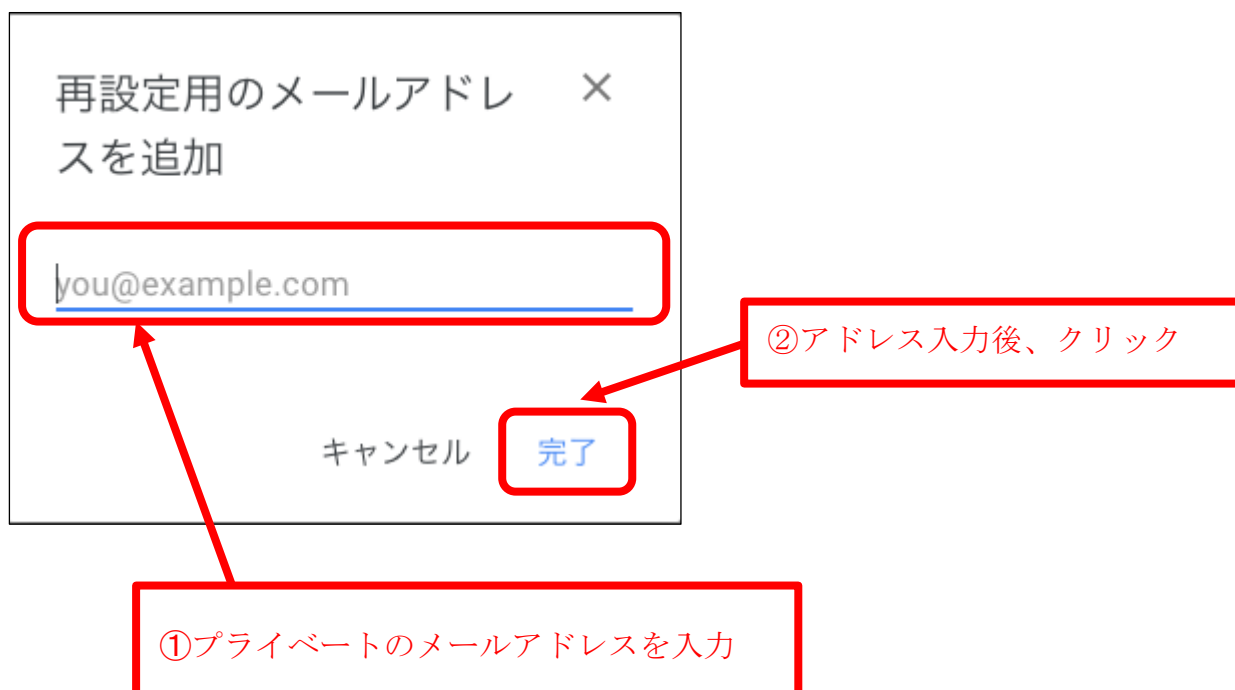 再設定用のメールアドレ ×
スを追加
you@example.com
②アドレス入力後、クリック
キャンセル 完了
①プライベートのメールアドレスを入力